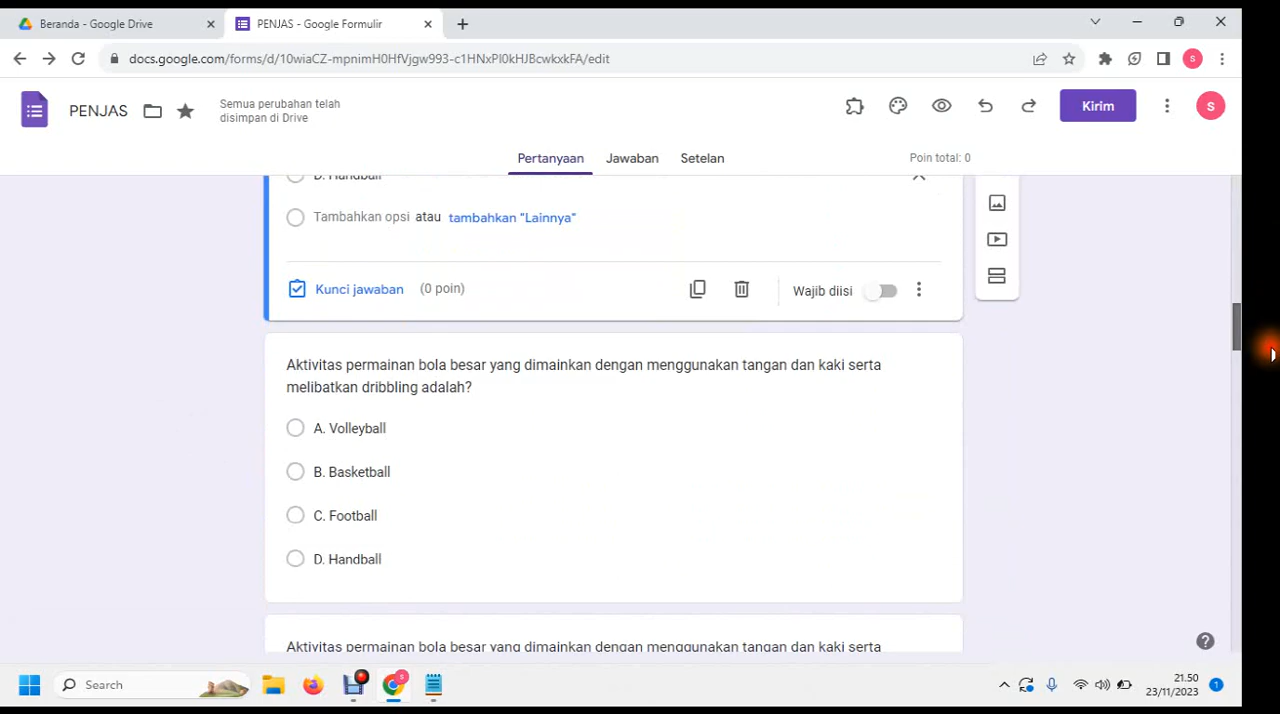 Beranda - Google Drive
PENJAS - Google Formulir
docs.google.com/forms/d/10wiaCZ-mpnimH0HfVjgw993-c1HNxPI0kHJBcwkxkFA/edit
S
PENJAS
Semua perubahan telah
disimpan di Drive
Kirim
S
Pertanyaan
Jawaban
Setelan
Poin total: 0
D. Handball
Tambahkan opsi atau tambahkan "Lainnya"
Kunci jawaban (0 poin)
Wajib diisi
Aktivitas permainan bola besar yang dimainkan dengan menggunakan tangan dan kaki serta
melibatkan dribbling adalah?
A. Volleyball
B. Basketball
C. Football
D. Handball
Aktivitas permainan bola besar yang dimainkan dengan menggunakan tangan dan kaki serta
Search
S
21.50
23/11/2023
1